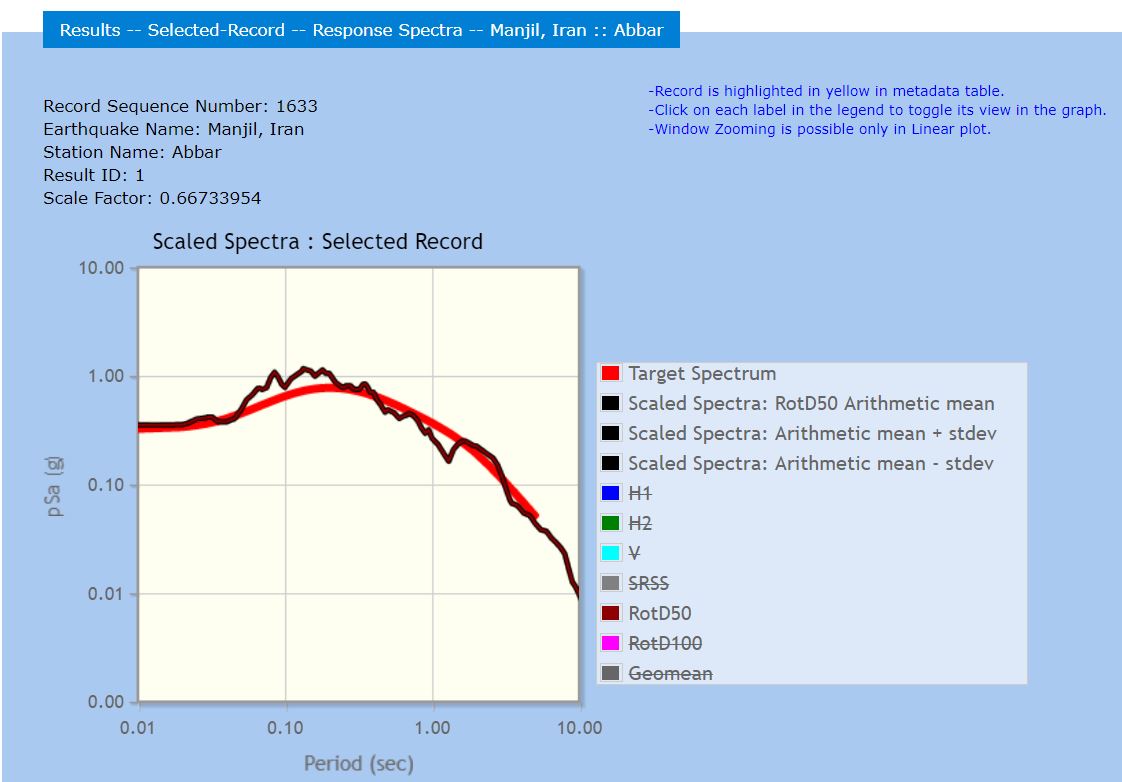 Results -- Selected-Record -- Response Spectra -- Manjil, Iran :: Abbar
-Record is highlighted in yellow in metadata table.
-Click on each label in the legend to toggle its view in the graph.
-Window Zooming is possible only in Linear plot.
Record Sequence Number: 1633
Earthquake Name: Manjil, Iran
Station Name: Abbar
Result ID: 1
Scale Factor: 0.66733954
Scaled Spectra : Selected Record
10.00
1.00
0.10
0.01
0.00
pSa (g)
0.01 0.10 1.00 10.00
Period (sec)
Target Spectrum
Scaled Spectra: RotD50 Arithmetic mean
Scaled Spectra: Arithmetic mean + stdev
Scaled Spectra: Arithmetic mean - stdev
H1
H2
V
SRSS
RotD50
RotD100
Geomean